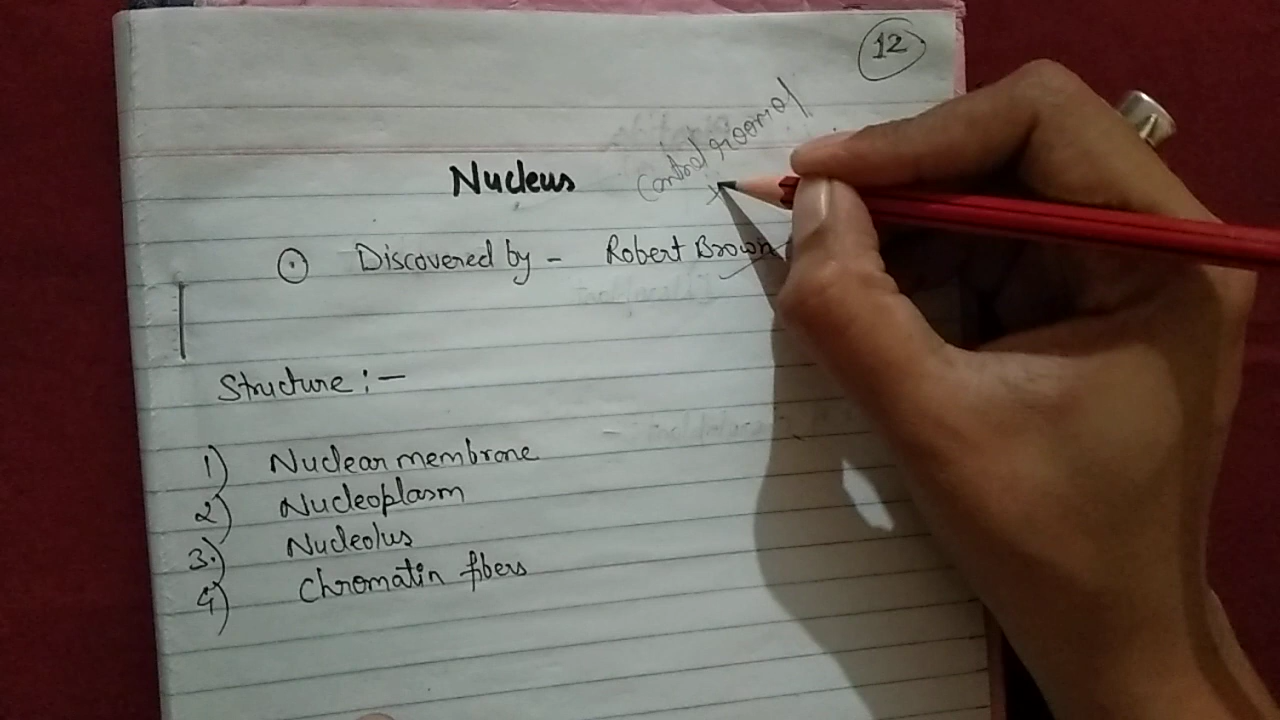 12
Control room of
Nucleus
Discovered by - Robert Brown
Structure :-
1) Nuclear membrane
2) Nucleoplasm
3.) Nucleolus
4) Chromatin fibers